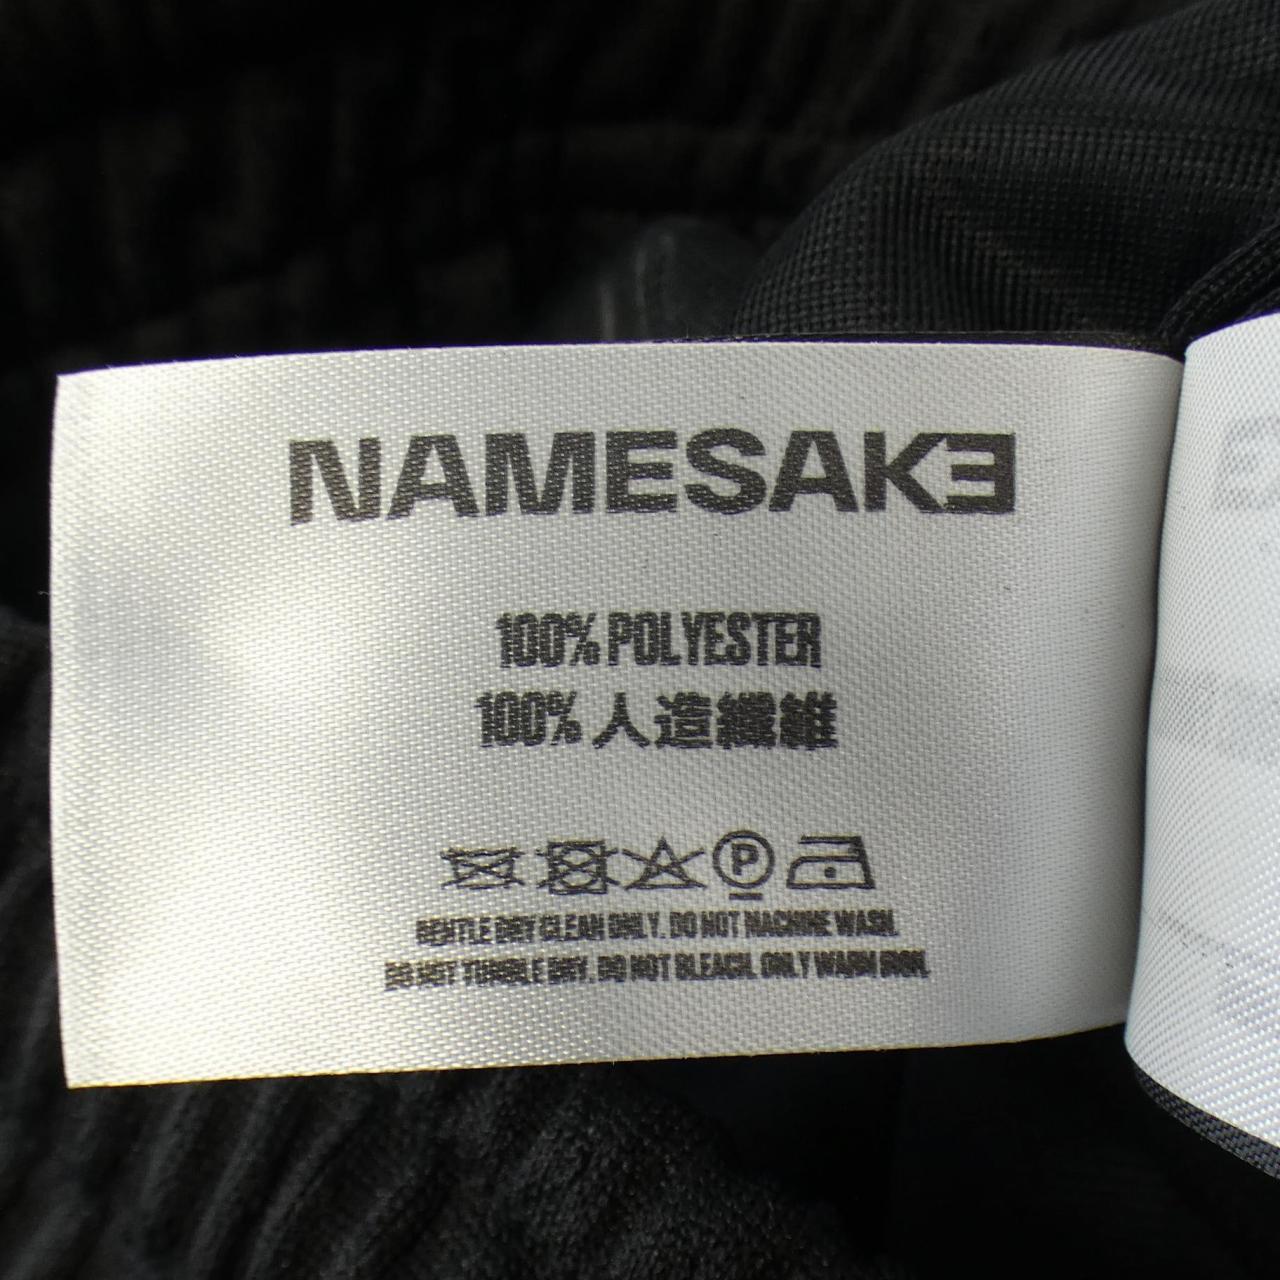 NAMESAKE
100% POLYESTER
100% 人造纖維
P
GENTLE DRY CLEAN ONLY. DO NOT MACHINE WASH.
DO NOT TUMBLE DRY. DO NOT BLEACH. ONLY WARM IRON.